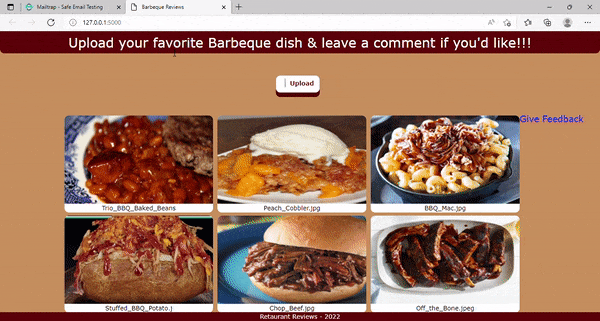 Mailtrap - Safe Email Testing
Barbeque Reviews
127.0.0.1:5000
Upload your favorite Barbeque dish & leave a comment if you'd like!!!
Upload
Give Feedback
Trio_BBQ_Baked_Beans
Peach_Cobbler.jpg
BBQ_Mac.jpg
Stuffed_BBQ_Potato.j
Chop_Beef.jpg
Off_the_Bone.jpeg
Retaurant Reviews - 2022